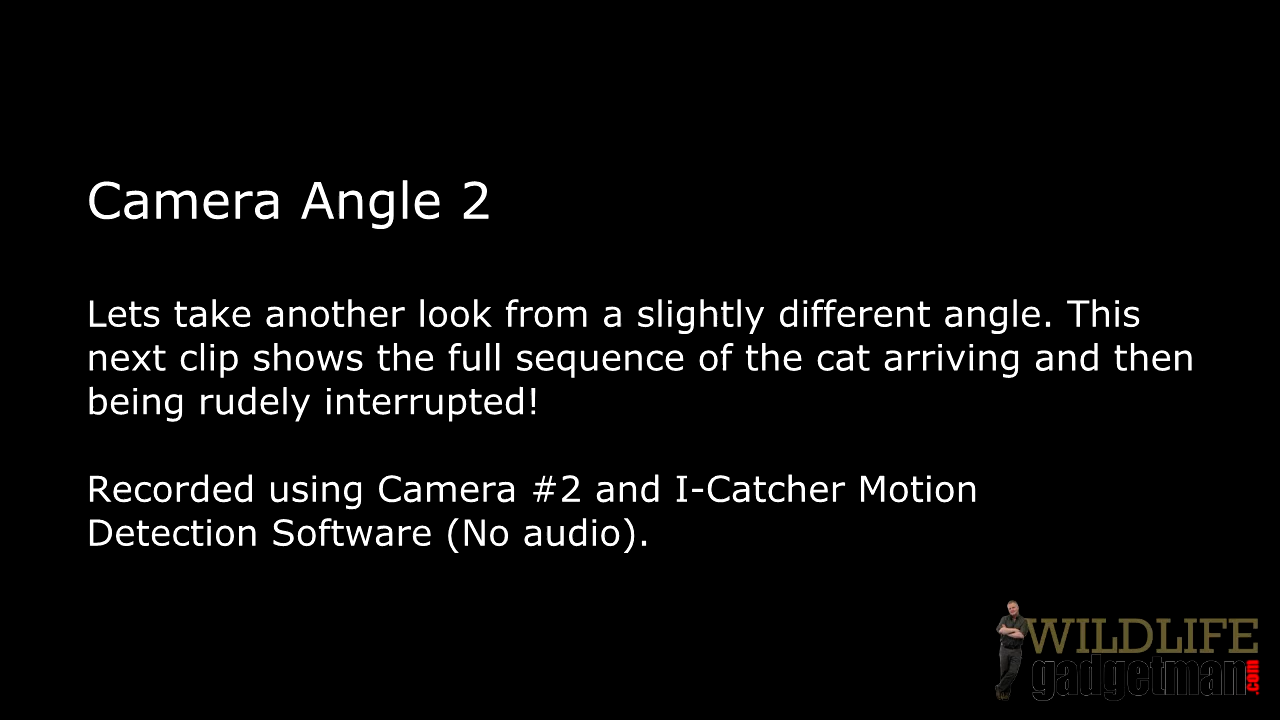 Camera Angle 2
Lets take another look from a slightly different angle. This
next clip shows the full sequence of the cat arriving and then
being rudely interrupted!
Recorded using Camera #2 and I-Catcher Motion
Detection Software (No audio).
WILDLIFE
gadgetman.com